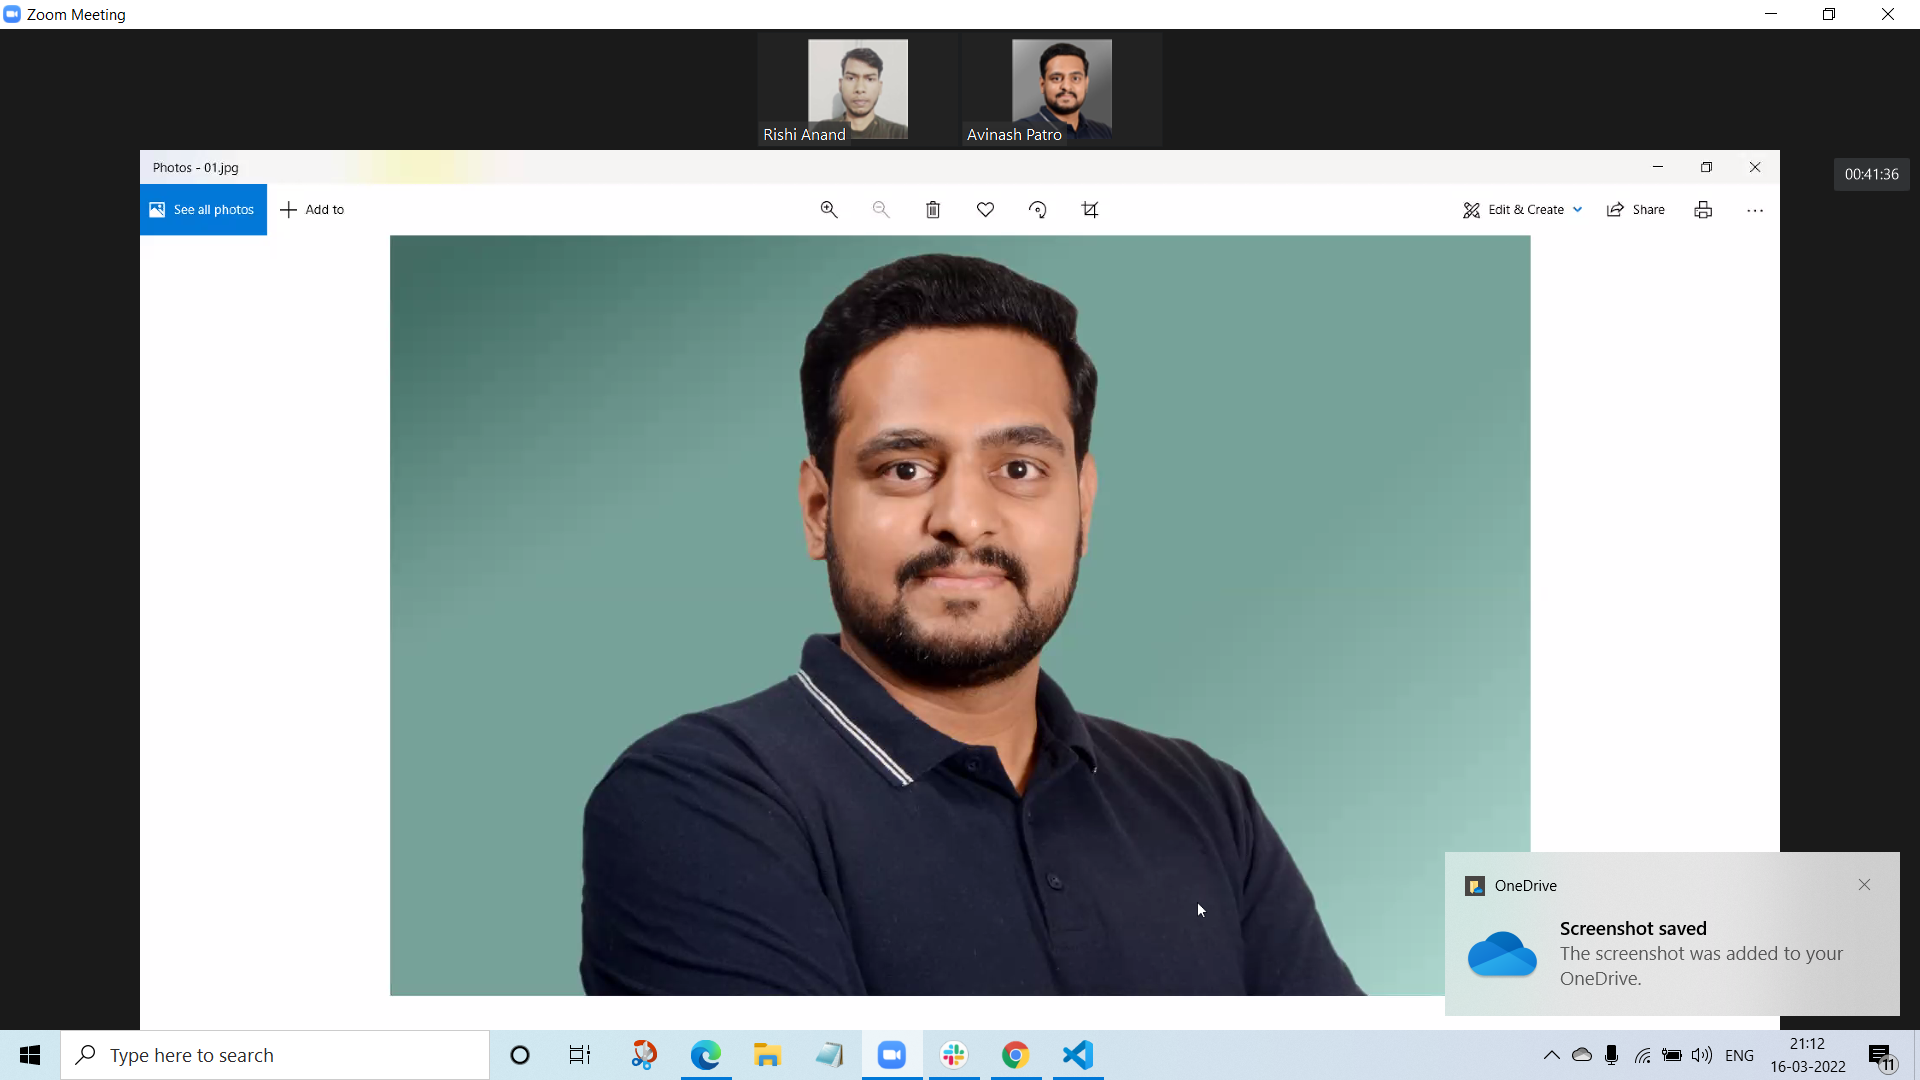 Zoom Meeting
Rishi Anand
Avinash Patro
Photos - 01.jpg
00:41:36
See all photos
Add to
Edit & Create
Share
OneDrive
Screenshot saved
The screenshot was added to your
OneDrive.
Type here to search
ENG
21:12
16-03-2022
11